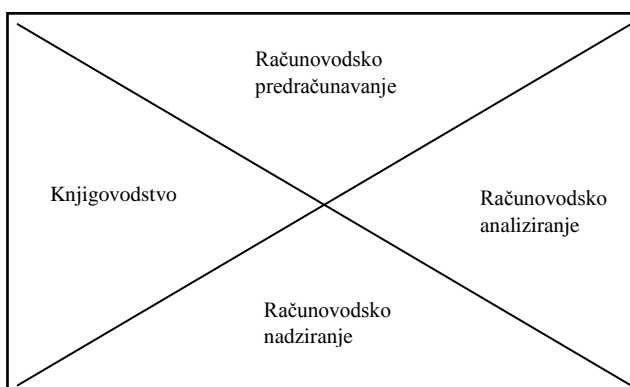 Računovodsko
predračunavanje
Knjigovodstvo
Računovodsko
analiziranje
Računovodsko
nadziranje